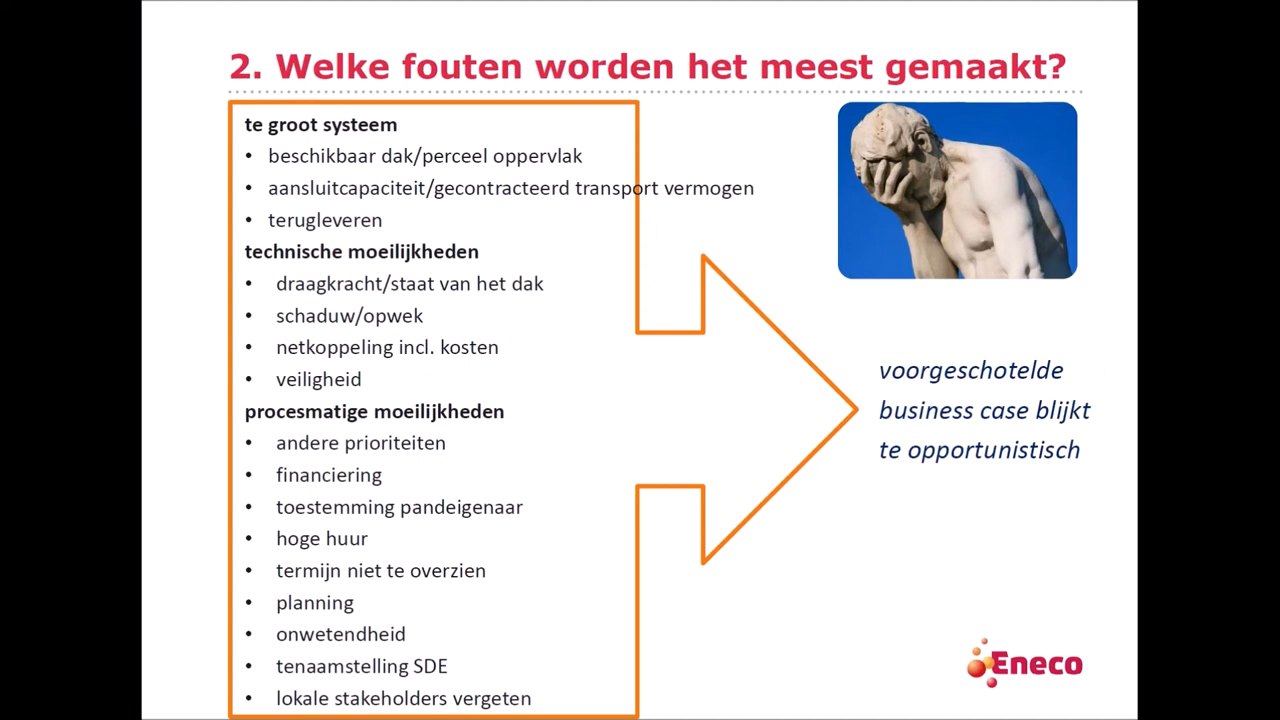 2. Welke fouten worden het meest gemaakt?
te groot systeem
• beschikbaar dak/perceel oppervlak
• aansluitcapaciteit/gecontracteerd transport vermogen
• terugleveren
technische moeilijkheden
• draagkracht/staat van het dak
• schaduw/opwek
• netkoppeling incl. kosten
• veiligheid
procesmatige moeilijkheden
• andere prioriteiten
• financiering
• toestemming pandeigenaar
• hoge huur
• termijn niet te overzien
• planning
• onwetendheid
• tenaamstelling SDE
• lokale stakeholders vergeten
voorgeschotelde
business case blijkt
te opportunistisch
Eneco